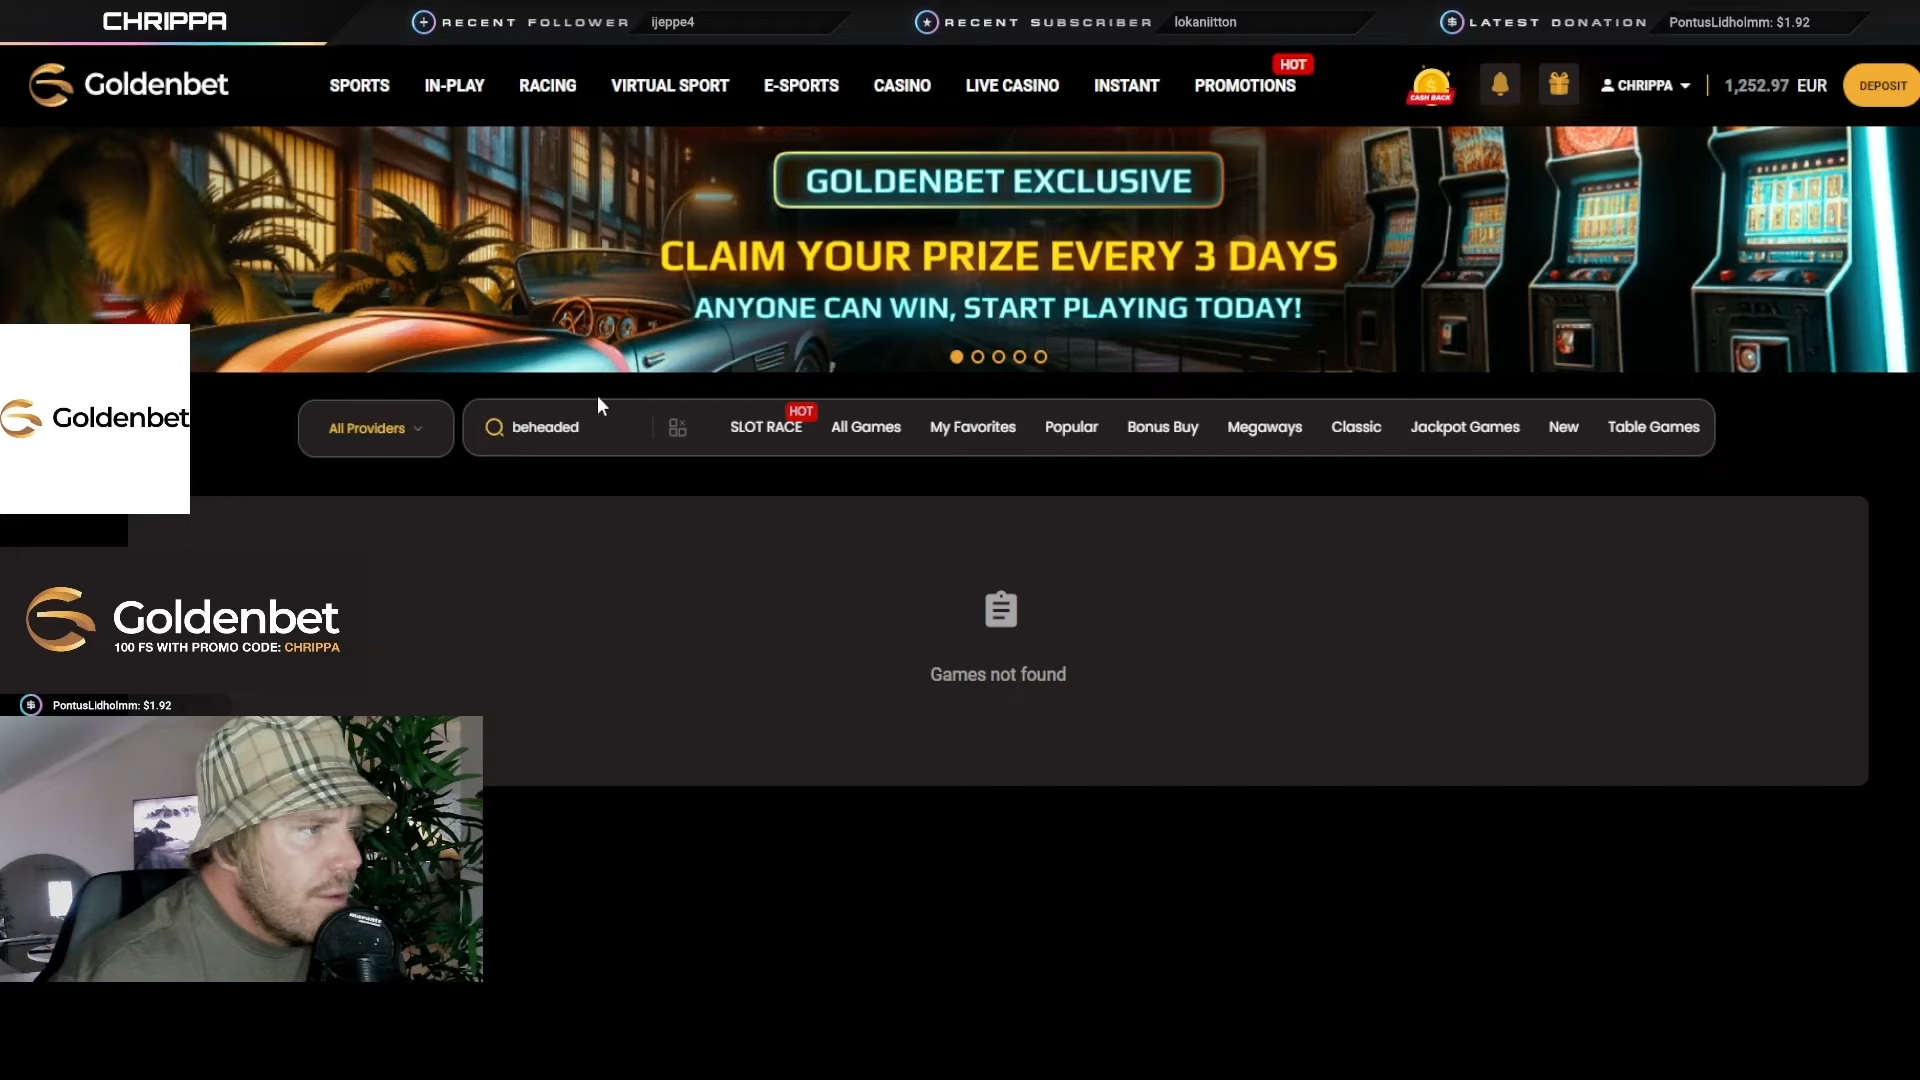 CHRIPPA
RECENT FOLLOWER ijeppe4
RECENT SUBSCRIBER lokaniitton
LATEST DONATION PontusLidholmm: $1.92
Goldenbet
SPORTS
IN-PLAY
RACING
VIRTUAL SPORT
E-SPORTS
CASINO
LIVE CASINO
INSTANT
PROMOTIONS
HOT
CASH BACK
CHRIPPA
1,252.97 EUR
DEPOSIT
GOLDENBET EXCLUSIVE
CLAIM YOUR PRIZE EVERY 3 DAYS
ANYONE CAN WIN, START PLAYING TODAY!
Goldenbet
All Providers
beheaded
SLOT RACE
HOT
All Games
My Favorites
Popular
Bonus Buy
Megaways
Classic
Jackpot Games
New
Table Games
Games not found
Goldenbet
100 FS WITH PROMO CODE: CHRIPPA
PontusLidholmm: $1.92
marantz